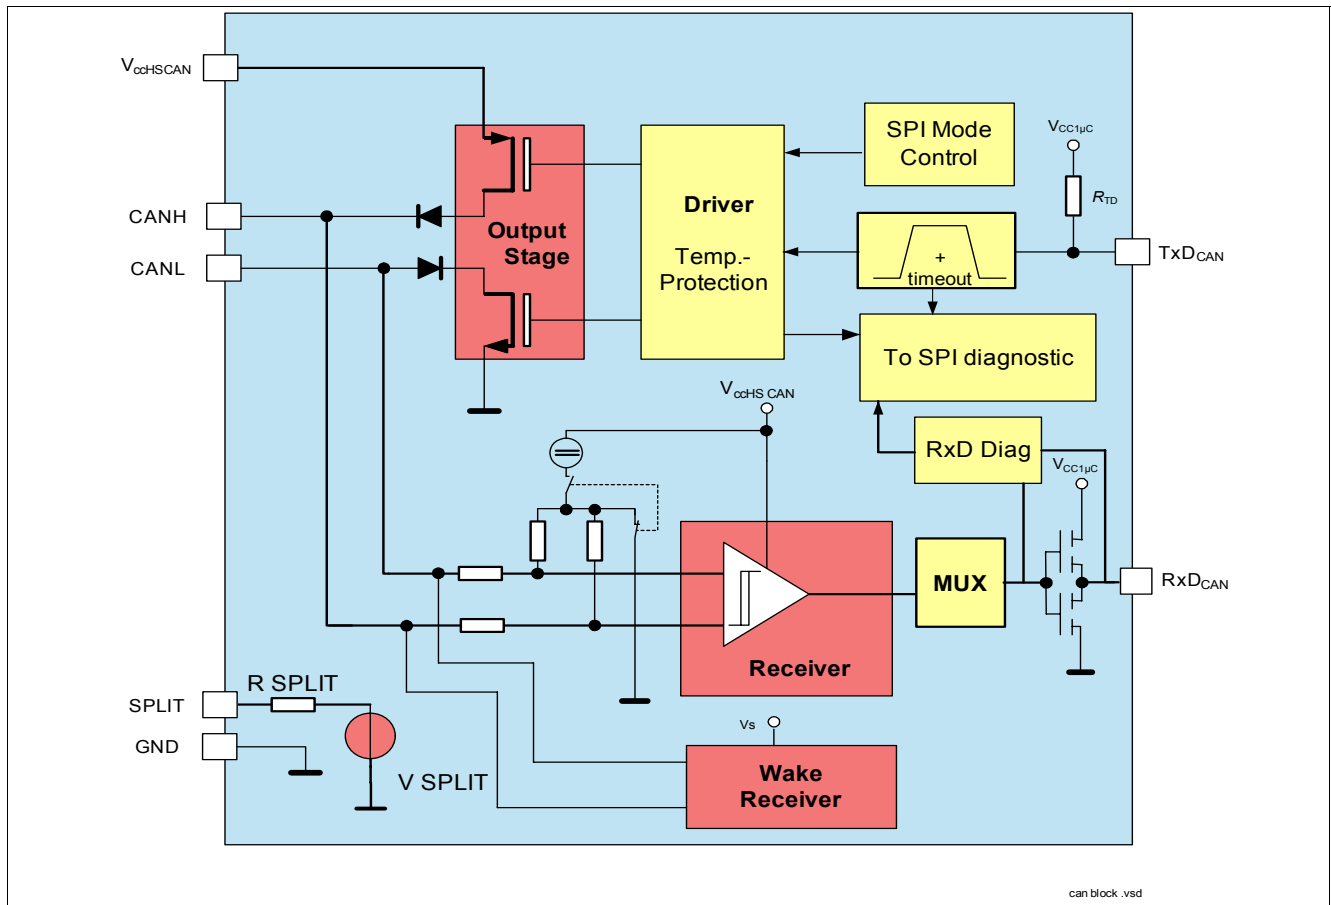 VccHSCAN
SPI Mode
Control
VCC1µC
RTD
CANH
Driver
Output
Stage
CANL
Temp.-
Protection
+
timeout
TxDCAN
To SPI diagnostic
VccHS CAN
RxD Diag
VCC1µC
MUX
RxDCAN
Receiver
R SPLIT
SPLIT
GND
V SPLIT
Vs
Wake
Receiver
can block .vsd